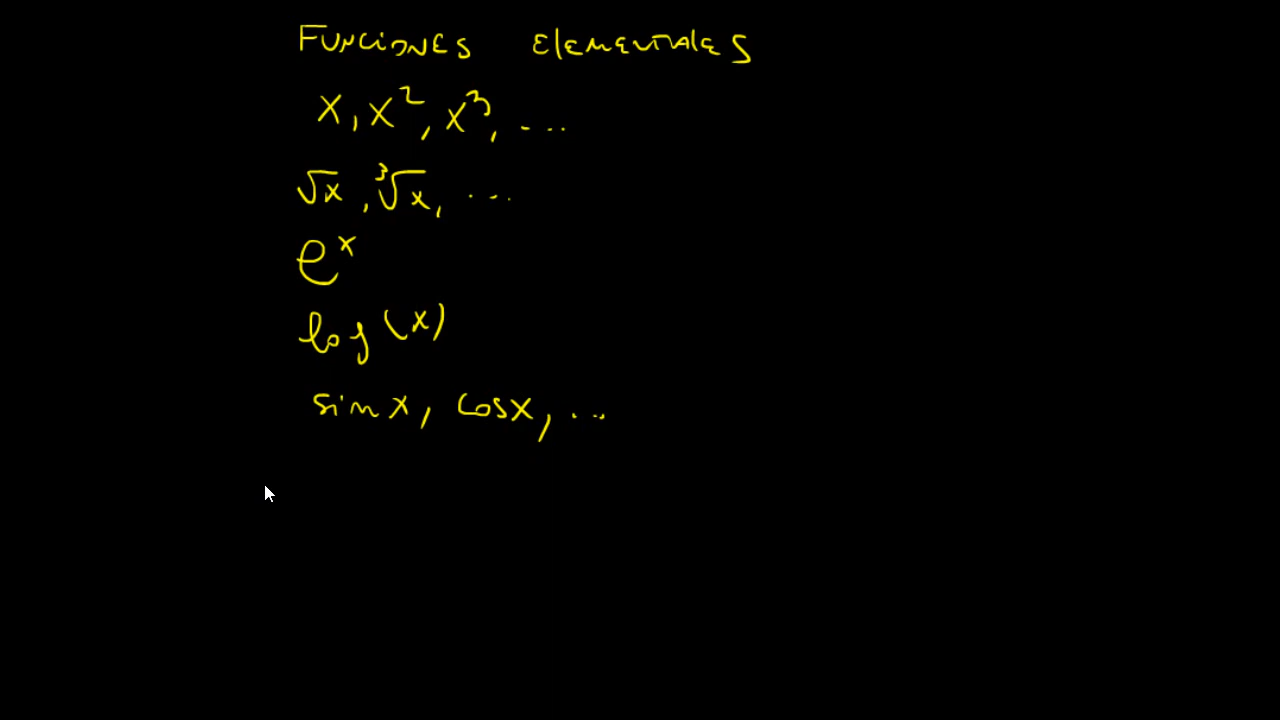 Funciones Elementales
x, x², x³, ...
√x, ∛x, ...
eˣ
log(x)
sin x, cos x, ...